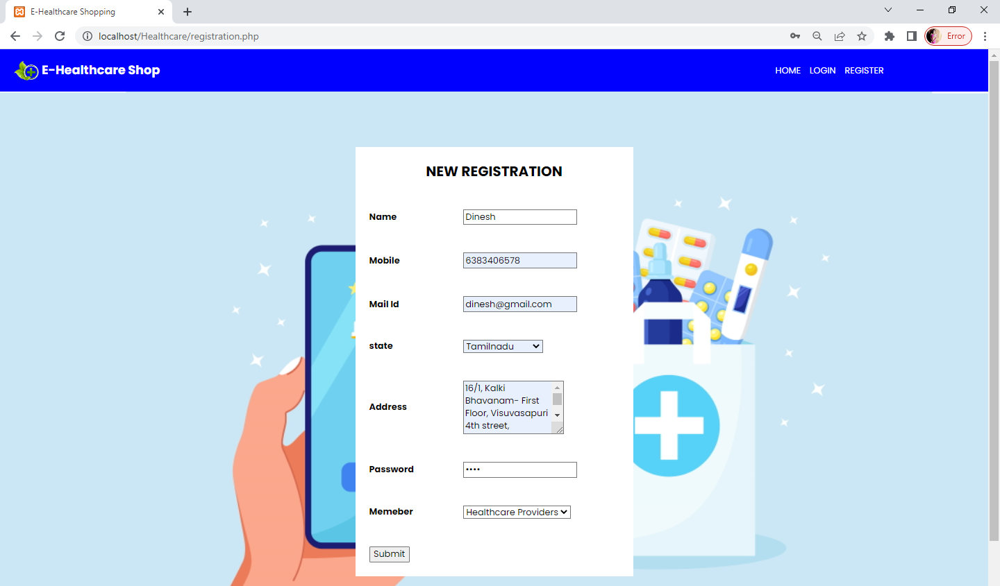 E-Healthcare Shopping
localhost/Healthcare/registration.php
Error
E-Healthcare Shop
HOME LOGIN REGISTER
NEW REGISTRATION
Name Dinesh
Mobile 6383406578
Mail Id dinesh@gmail.com
state Tamilnadu
Address
16/1, Kalki
Bhavanam- First
Floor, Visuvasapuri
4th street,
Password ••••
Memeber Healthcare Providers
Submit